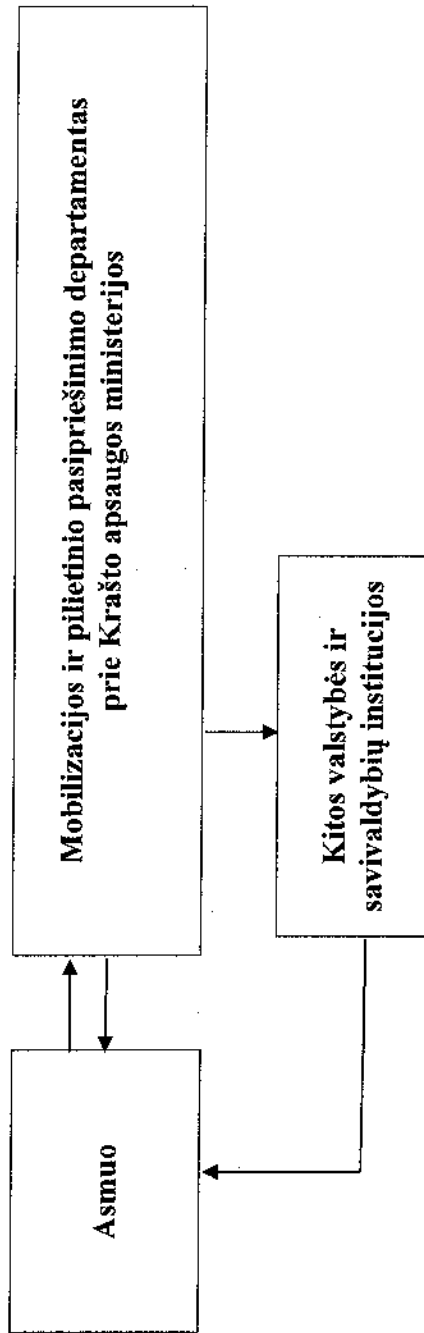 Asmuo
Mobilizacijos ir pilietinio pasipriešinimo departamentas
prie Krašto apsaugos ministerijos
Kitos valstybės ir
savivaldybių institucijos